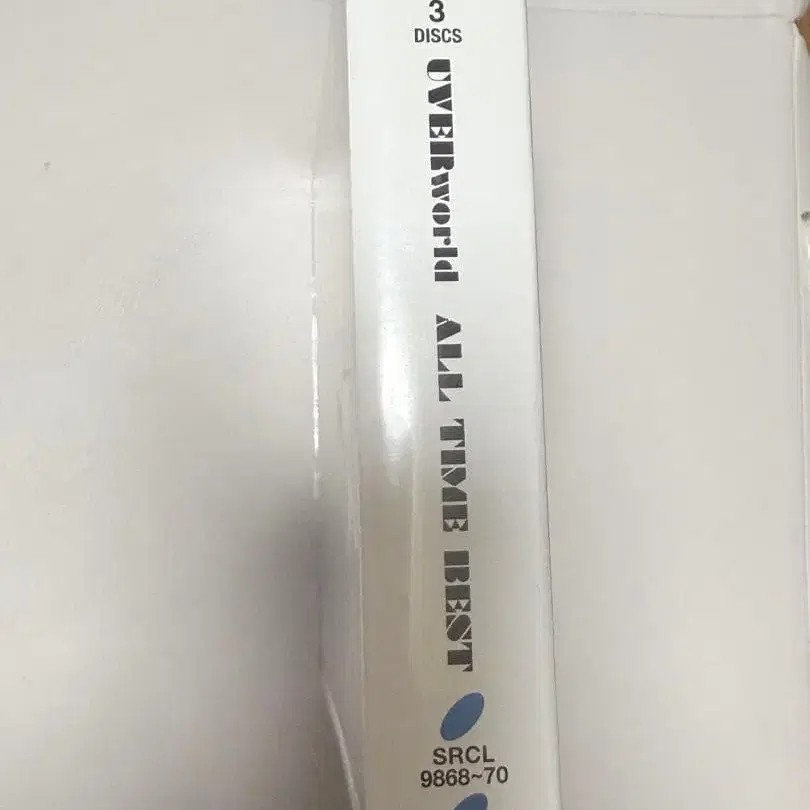 3
DISCS
UVERworld ALL TIME BEST
SRCL
9868~70